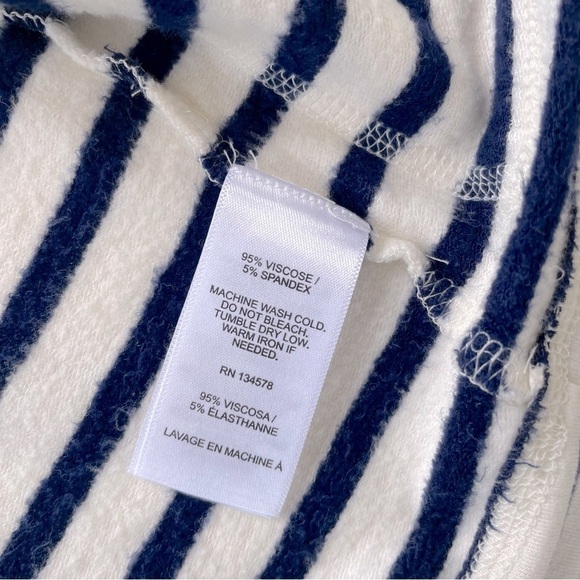 95% VISCOSE /
5% SPANDEX
MACHINE WASH COLD.
DO NOT BLEACH.
TUMBLE DRY LOW.
WARM IRON IF
NEEDED.
RN 134578
95% VISCOSA /
5% ÉLASTHANNE
LAVAGE EN MACHINE À